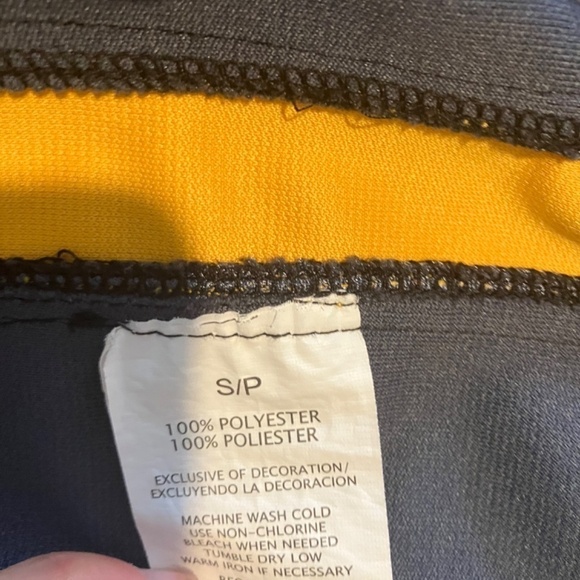 S/P
100% POLYESTER
100% POLIESTER
EXCLUSIVE OF DECORATION/
EXCLUYENDO LA DECORACION
MACHINE WASH COLD
USE NON-CHLORINE
BLEACH WHEN NEEDED
TUMBLE DRY LOW
WARM IRON IF NECESSARY